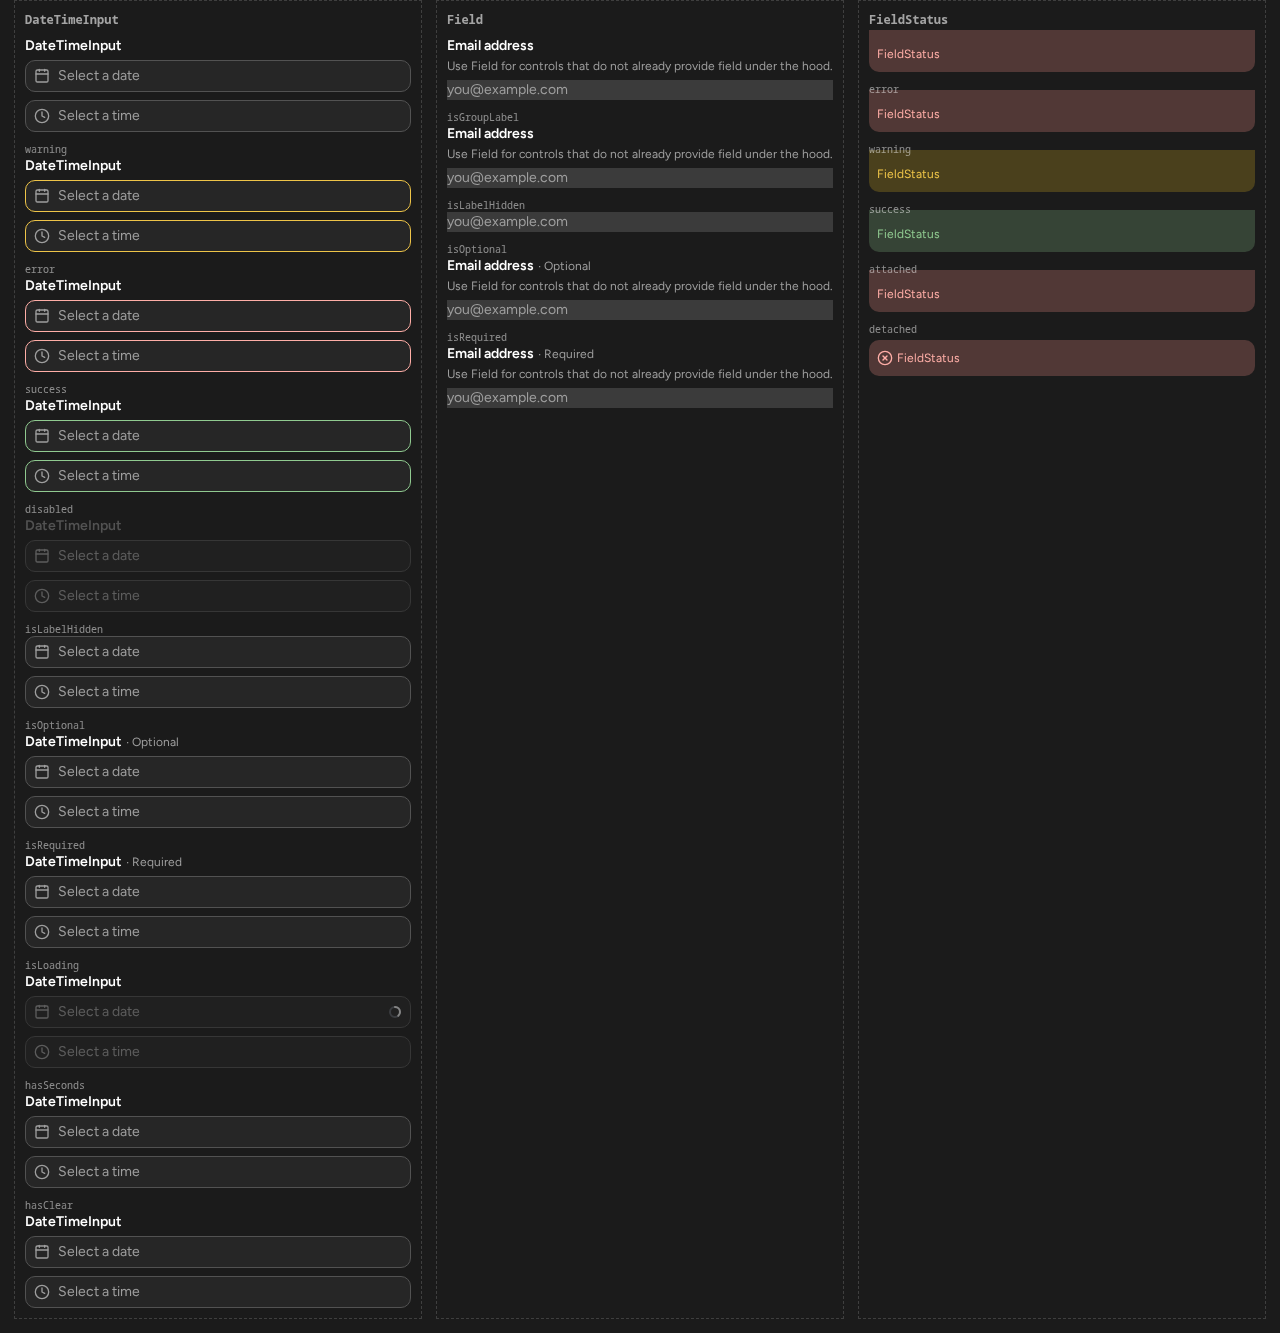 DateTimeInput
DateTimeInput
Select a date
Select a time
warning
DateTimeInput
Select a date
Select a time
error
DateTimeInput
Select a date
Select a time
success
DateTimeInput
Select a date
Select a time
disabled
DateTimeInput
Select a date
Select a time
isLabelHidden
Select a date
Select a time
isOptional
DateTimeInput · Optional
Select a date
Select a time
isRequired
DateTimeInput · Required
Select a date
Select a time
isLoading
DateTimeInput
Select a date
Select a time
hasSeconds
DateTimeInput
Select a date
Select a time
hasClear
DateTimeInput
Select a date
Select a time
Field
Email address
Use Field for controls that do not already provide field under the hood.
you@example.com
isGroupLabel
Email address
Use Field for controls that do not already provide field under the hood.
you@example.com
isLabelHidden
you@example.com
isOptional
Email address · Optional
Use Field for controls that do not already provide field under the hood.
you@example.com
isRequired
Email address · Required
Use Field for controls that do not already provide field under the hood.
you@example.com
FieldStatus
FieldStatus
error
FieldStatus
warning
FieldStatus
success
FieldStatus
attached
FieldStatus
detached
FieldStatus